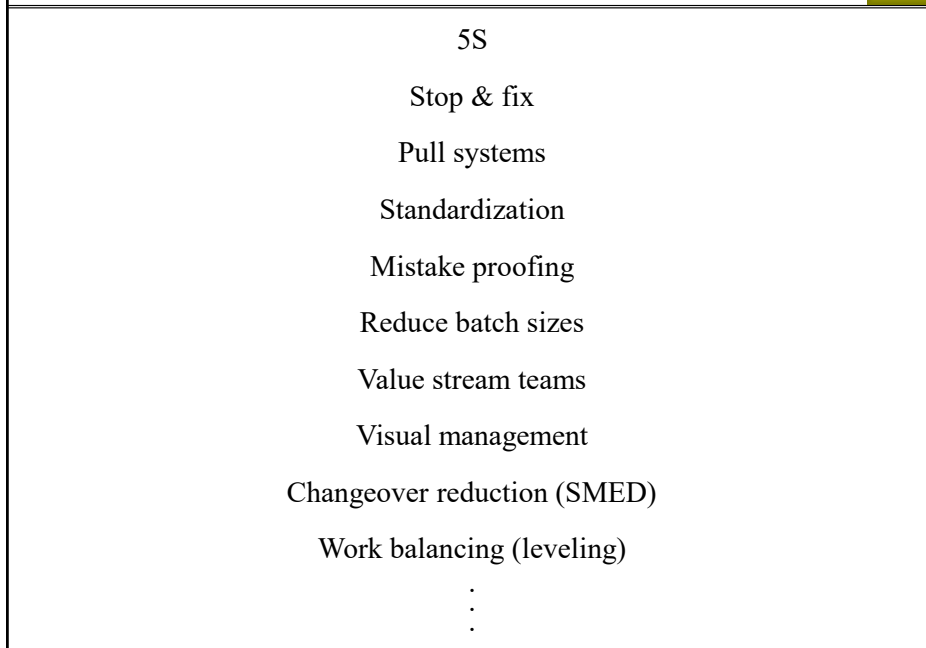 5S
Stop & fix
Pull systems
Standardization
Mistake proofing
Reduce batch sizes
Value stream teams
Visual management
Changeover reduction (SMED)
Work balancing (leveling)
.
.
.